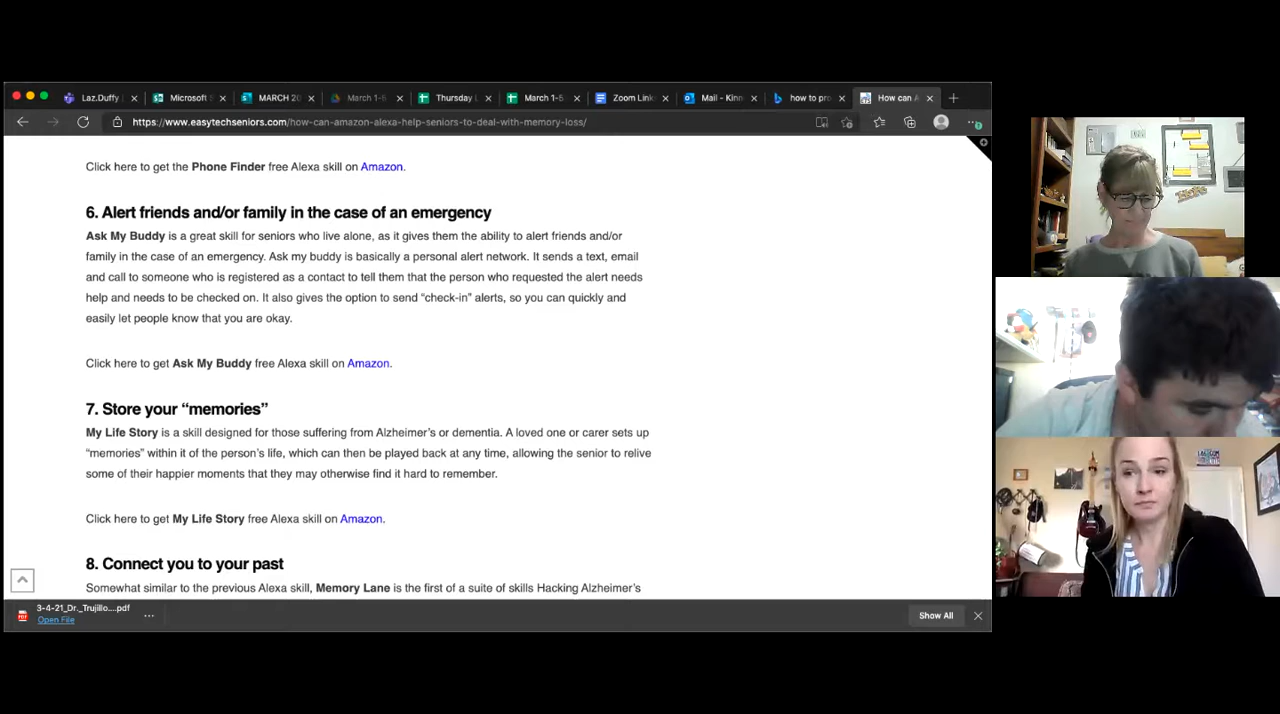 Laz.Duffy
Microsoft S
MARCH 20
March 1-5
Thursday L
March 1-5
Zoom Link
Mail - Kinn
how to pro
How can A
https://www.easytechseniors.com/how-can-amazon-alexa-help-seniors-to-deal-with-memory-loss/
Click here to get the Phone Finder free Alexa skill on Amazon.
6. Alert friends and/or family in the case of an emergency
Ask My Buddy is a great skill for seniors who live alone, as it gives them the ability to alert friends and/or
family in the case of an emergency. Ask my buddy is basically a personal alert network. It sends a text, email
and call to someone who is registered as a contact to tell them that the person who requested the alert needs
help and needs to be checked on. It also gives the option to send “check-in” alerts, so you can quickly and
easily let people know that you are okay.
Click here to get Ask My Buddy free Alexa skill on Amazon.
7. Store your “memories”
My Life Story is a skill designed for those suffering from Alzheimer’s or dementia. A loved one or carer sets up
“memories” within it of the person’s life, which can then be played back at any time, allowing the senior to relive
some of their happier moments that they may otherwise find it hard to remember.
Click here to get My Life Story free Alexa skill on Amazon.
8. Connect you to your past
Somewhat similar to the previous Alexa skill, Memory Lane is the first of a suite of skills Hacking Alzheimer’s
3-4-21_Dr._Trujillo....pdf
Open File
Show All